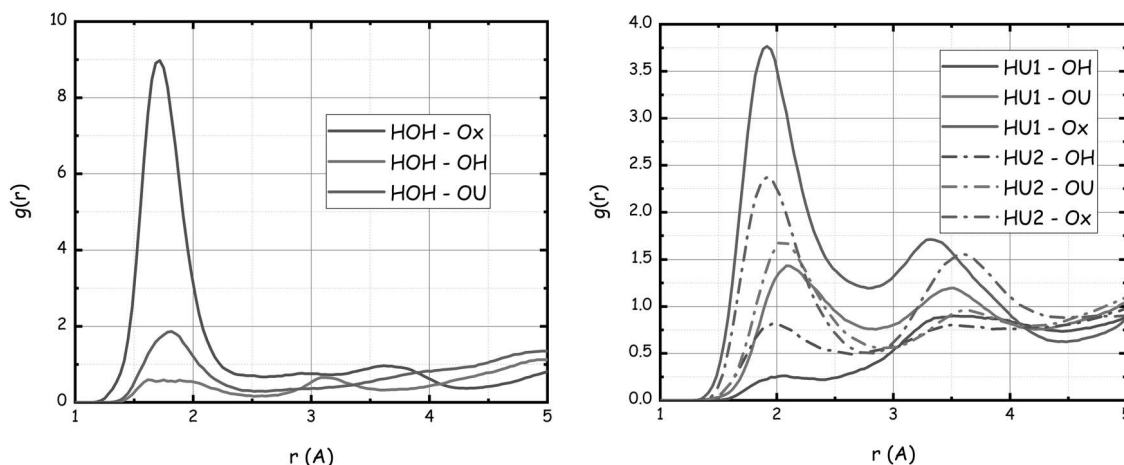 10
8
6
4
2
0
g(r)
HOH - Ox
HOH - OH
HOH - OU
1
2
3
4
5
r (A)
4.0
3.5
3.0
2.5
2.0
1.5
1.0
0.5
0.0
g(r)
HU1 - OH
HU1 - OU
HU1 - Ox
HU2 - OH
HU2 - OU
HU2 - Ox
1
2
3
4
5
r (A)